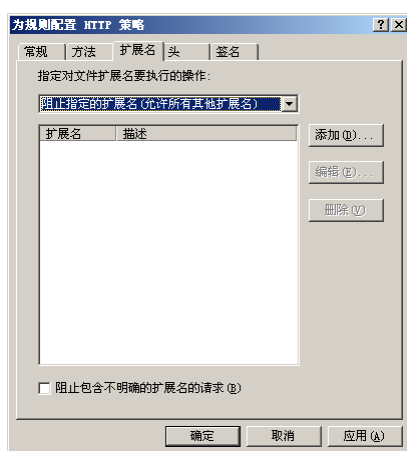 为规则配置 HTTP 策略
常规 方法 扩展名 头 签名
指定对文件扩展名要执行的操作:
阻止指定的扩展名(允许所有其他扩展名)
扩展名 描述
添加(D)...
编辑(E)...
删除(V)
阻止包含不明确的扩展名的请求(B)
确定 取消 应用(A)